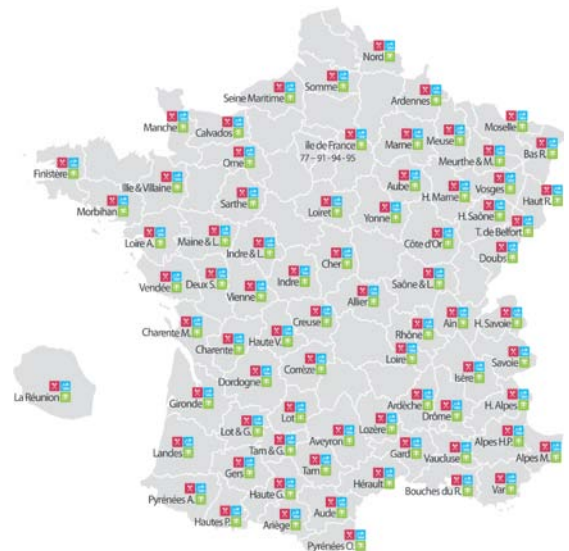 Nord
Somme
Seine Maritime
Ardennes
Manche
Calvados
Ile de France
77 – 91 – 94 - 95
Marne
Meuse
Moselle
Meurthe & M.
Bas R.
Orne
Finistère
Ille & Villaine
Aube
H. Marne
Vosges
Haut R.
Morbihan
Sarthe
Loiret
Yonne
H. Saône
T. de Belfort
Loire A.
Maine & L.
Indre & L.
Côte d'Or
Doubs
Cher
Vendée
Deux S.
Vienne
Indre
Saône & L.
Allier
Charente M.
Creuse
Ain
H. Savoie
Charente
Haute V.
Rhône
Loire
Savoie
Corrèze
Isère
Dordogne
La Réunion
Gironde
Lot
Ardèche
Drôme
H. Alpes
Lot & G.
Lozère
Landes
Tam & G.
Aveyron
Gard
Vaucluse
Alpes H.P.
Alpes M.
Gers
Tarn
Hérault
Bouches du R.
Var
Pyrénées A.
Haute G.
Hautes P.
Ariège
Aude
Pyrénées O.